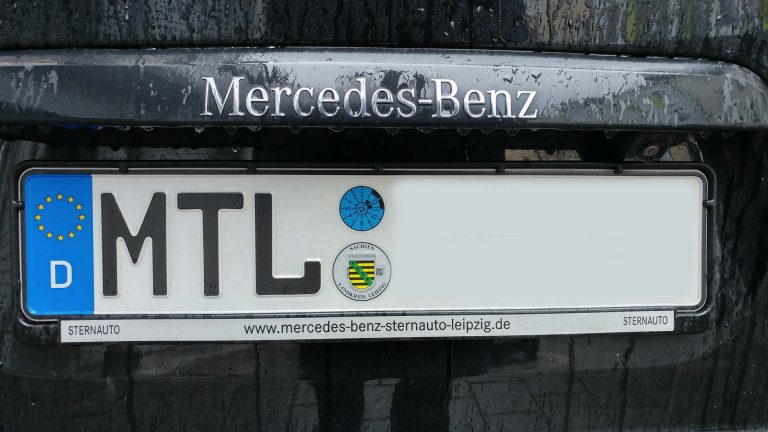 Mercedes-Benz
D MTL
SACHSEN
LANDKREIS LEIPZIG
STERNAUTO www.mercedes-benz-sternauto-leipzig.de STERNAUTO